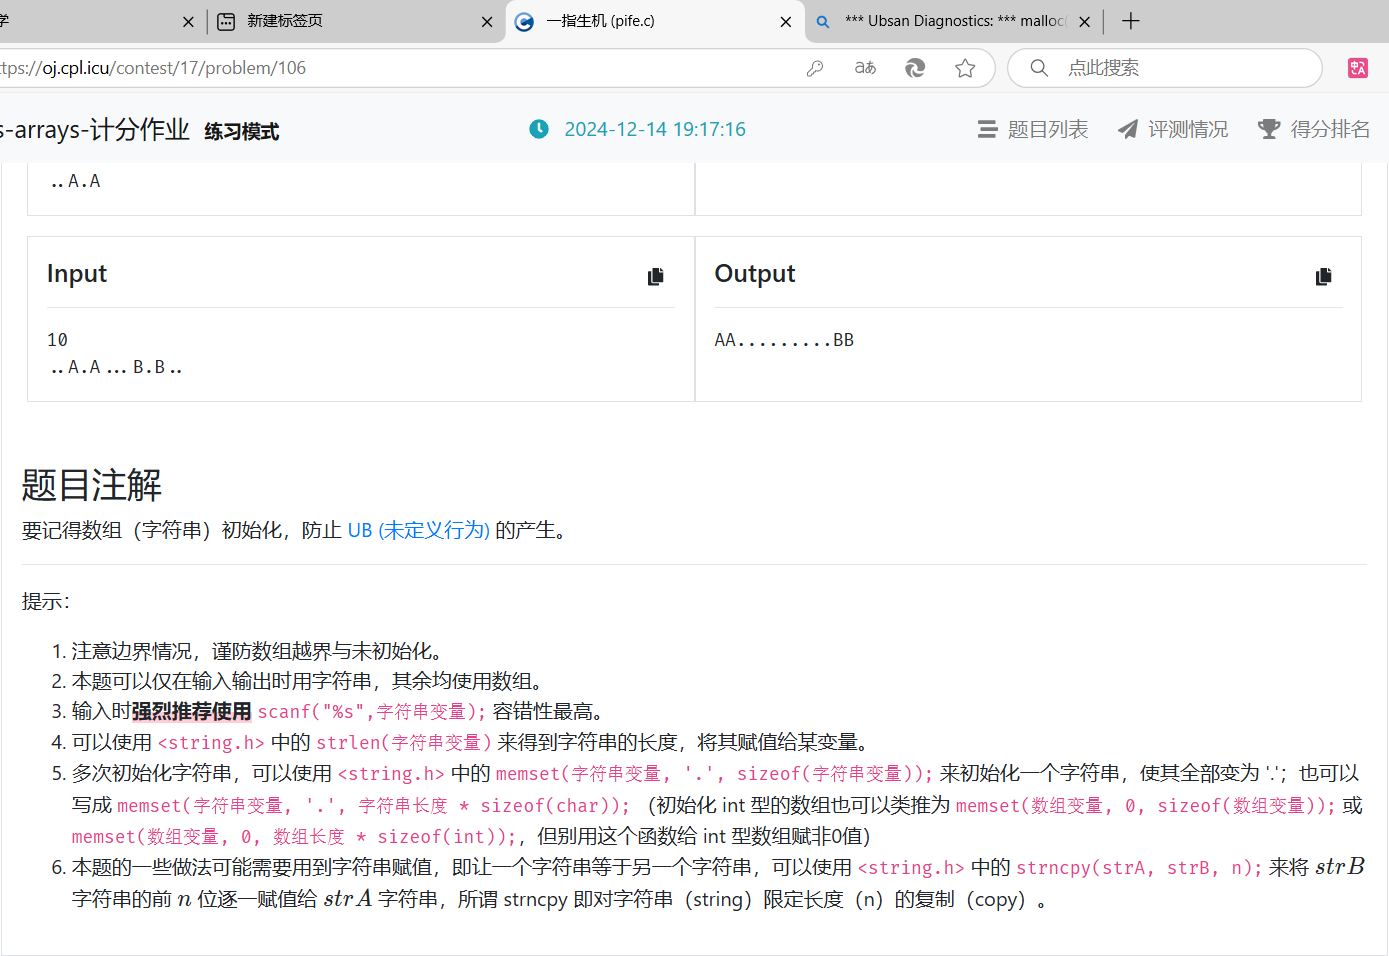 学
新建标签页
一指生机 (pife.c)
*** Ubsan Diagnostics: *** malloc(
ttps://oj.cpl.icu/contest/17/problem/106
aあ
点此搜索
s-arrays-计分作业 练习模式
2024-12-14 19:17:16
题目列表
评测情况
得分排名
..A.A
Input
Output
10
..A.A...B.B..
AA.........BB
题目注解
要记得数组（字符串）初始化，防止 UB (未定义行为) 的产生。
提示：
1. 注意边界情况，谨防数组越界与未初始化。
2. 本题可以仅在输入输出时用字符串，其余均使用数组。
3. 输入时强烈推荐使用 scanf("%s",字符串变量); 容错性最高。
4. 可以使用 <string.h> 中的 strlen(字符串变量) 来得到字符串的长度，将其赋值给某变量。
5. 多次初始化字符串，可以使用 <string.h> 中的 memset(字符串变量, '.', sizeof(字符串变量)); 来初始化一个字符串，使其全部变为 '.'；也可以
写成 memset(字符串变量, '.', 字符串长度 * sizeof(char)); （初始化 int 型的数组也可以类推为 memset(数组变量, 0, sizeof(数组变量)); 或
memset(数组变量, 0, 数组长度 * sizeof(int));，但别用这个函数给 int 型数组赋非0值）
6. 本题的一些做法可能需要用到字符串赋值，即让一个字符串等于另一个字符串，可以使用 <string.h> 中的 strncpy(strA, strB, n); 来将 strB
字符串的前 n 位逐一赋值给 strA 字符串，所谓 strncpy 即对字符串（string）限定长度（n）的复制（copy）。